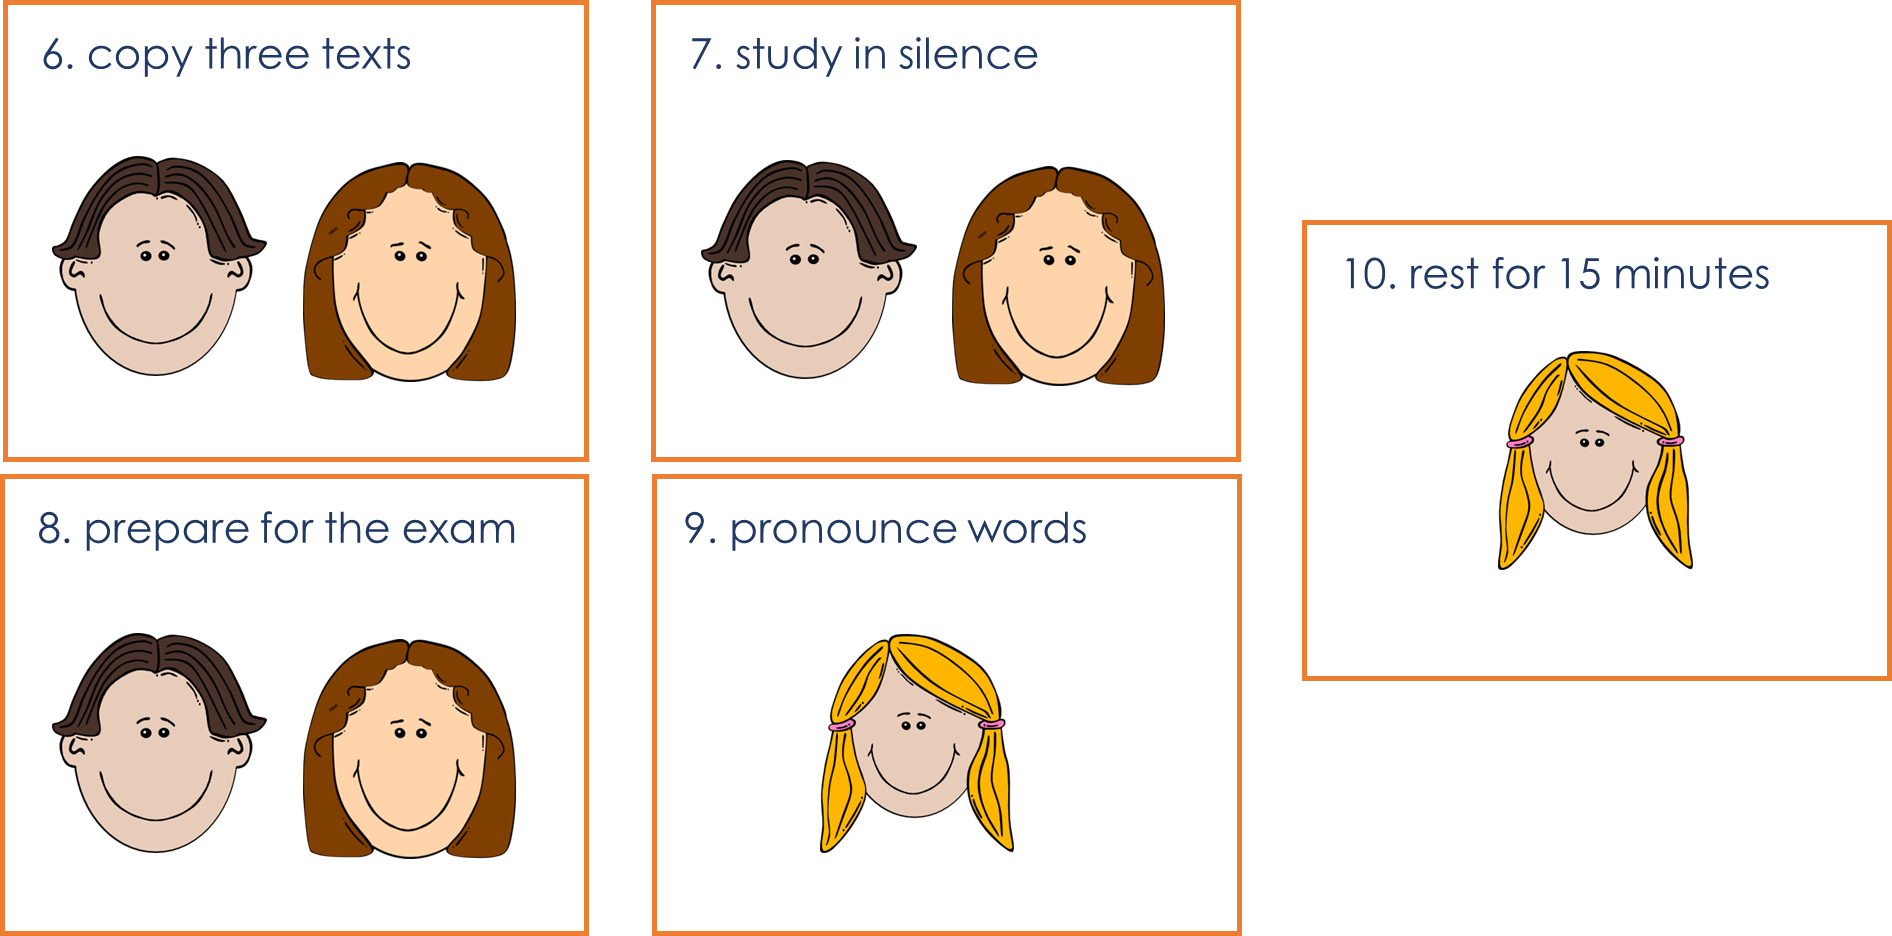 6. copy three texts
7. study in silence
8. prepare for the exam
9. pronounce words
10. rest for 15 minutes